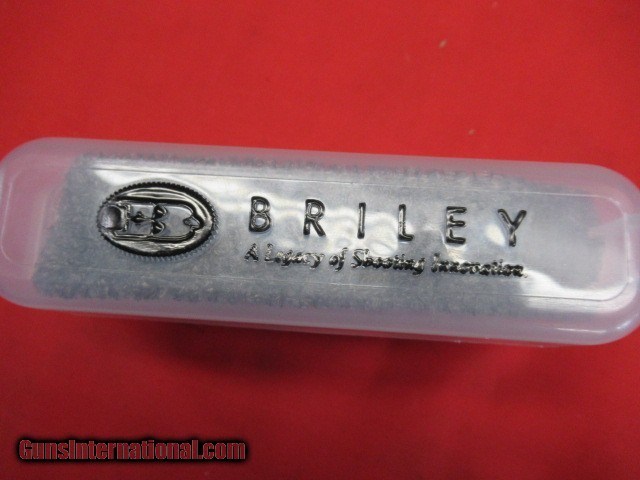 BRILEY
A Legacy of Shooting Innovation.
GunsInternational.com